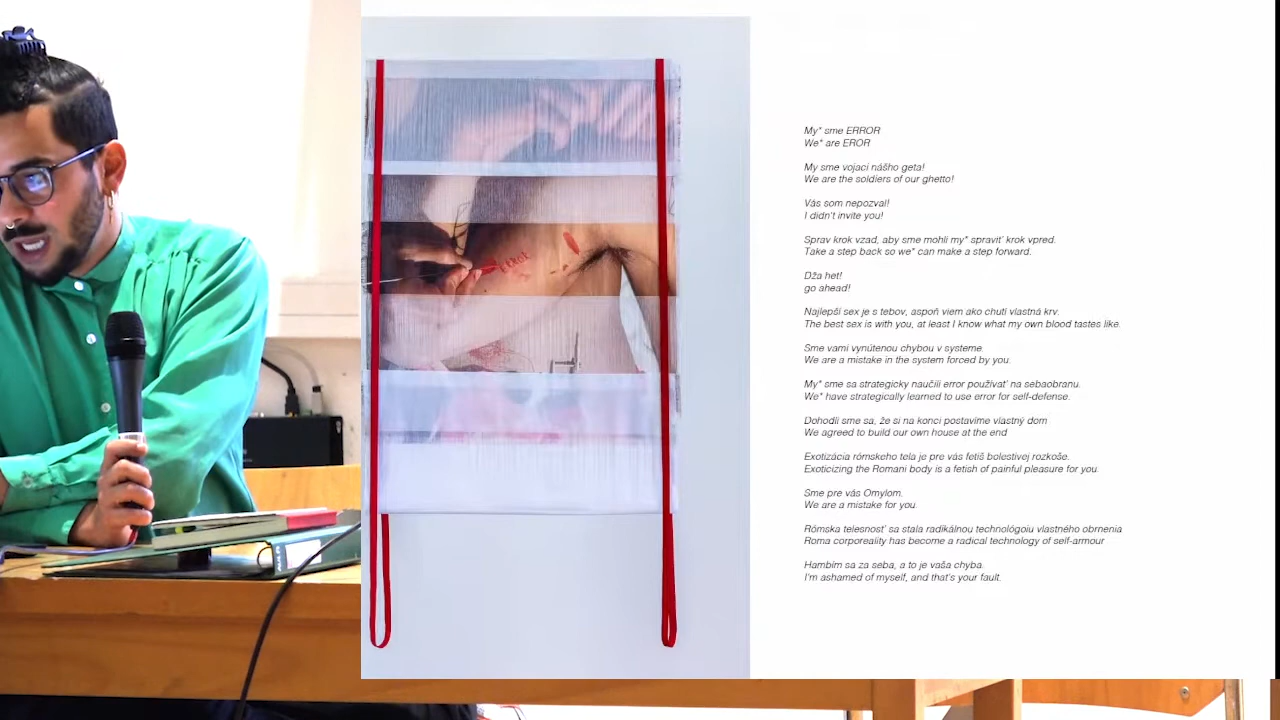 My* sme ERROR
We* are EROR
My sme vojaci nášho geta!
We are the soldiers of our ghetto!
Vás som nepozval!
I didn't invite you!
Sprav krok vzad, aby sme mohli my* spraviť krok vpred.
Take a step back so we* can make a step forward.
Dža het!
go ahead!
Najlepší sex je s tebov, aspoň viem ako chutí vlastná krv.
The best sex is with you, at least I know what my own blood tastes like.
Sme vami vynútenou chybou v systeme.
We are a mistake in the system forced by you.
My* sme sa strategicky naučili error používať na sebaobranu.
We* have strategically learned to use error for self-defense.
Dohodli sme sa, že si na konci postavíme vlastný dom
We agreed to build our own house at the end
Exotizácia rómskeho tela je pre vás fetiš bolestivej rozkoše.
Exoticizing the Romani body is a fetish of painful pleasure for you.
Sme pre vás Omylom.
We are a mistake for you.
Rómska telesnosť sa stala radikálnou technológoiu vlastného obrnenia
Roma corporeality has become a radical technology of self-armour
Hambím sa za seba, a to je vaša chyba.
I'm ashamed of myself, and that's your fault.
ERROR